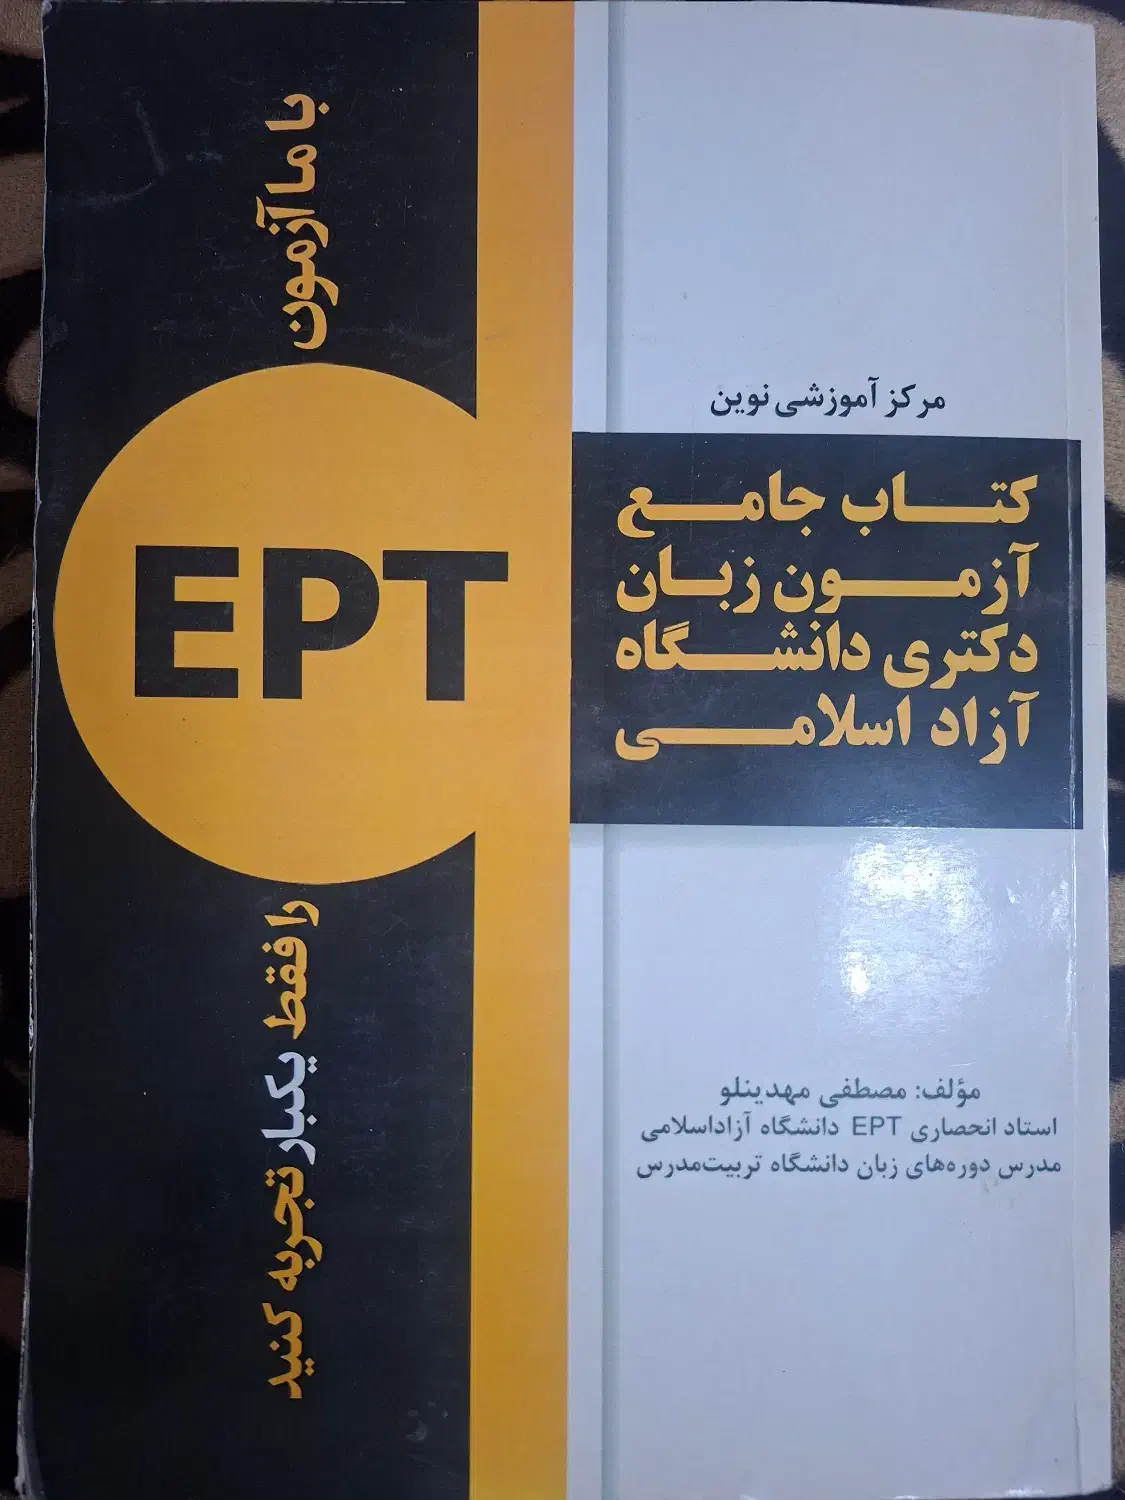 مرکز آموزشی نوین
کتاب جامع
آزمون زبان
دکتری دانشگاه
آزاد اسلامی
مؤلف: مصطفی مهدینلو
استاد انحصاری EPT دانشگاه آزاداسلامی
مدرس دوره‌های زبان دانشگاه تربیت‌مدرس
با ما آزمون
EPT
را فقط یکبار تجربه کنید